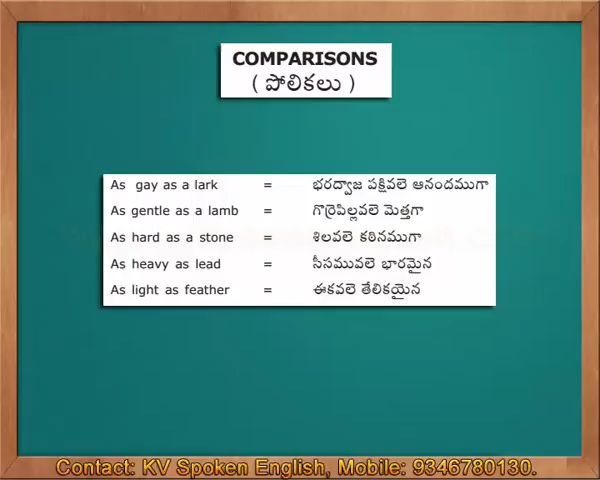 COMPARISONS
( పోలికలు )
As gay as a lark = భరద్వాజ పక్షివలె ఆనందముగా
As gentle as a lamb = గొర్రెపిల్లవలె మెత్తగా
As hard as a stone = శిలవలె కఠినముగా
As heavy as lead = సీసమువలె భారమైన
As light as feather = ఈకవలె తేలికయైన
Contact: KV Spoken English, Mobile: 9346780130.